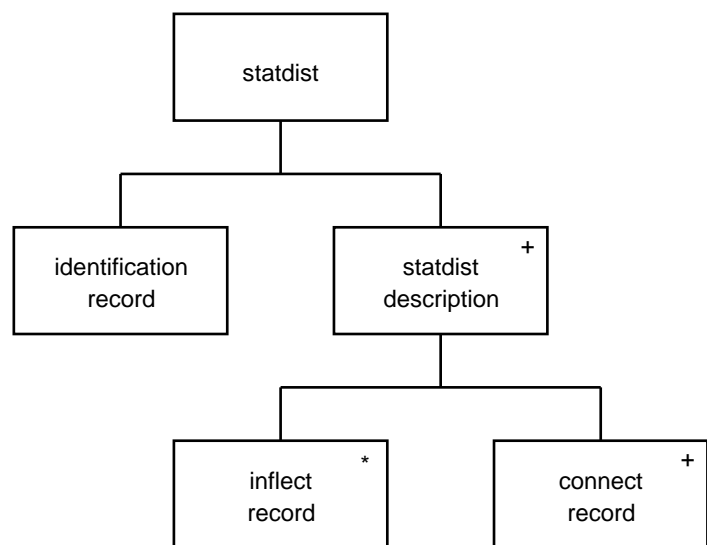 statdist
identification
record
+
statdist
description
*
inflect
record
+
connect
record